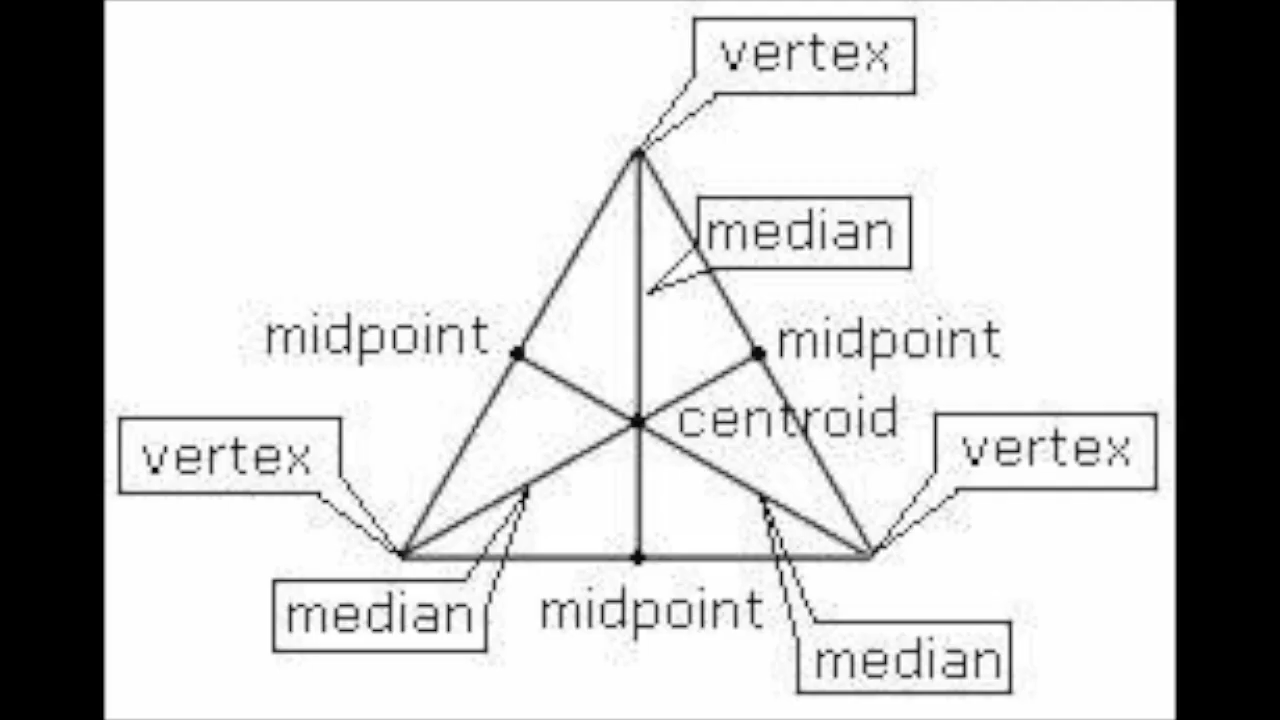 vertex
median
midpoint
midpoint
centroid
vertex
vertex
median
midpoint
median